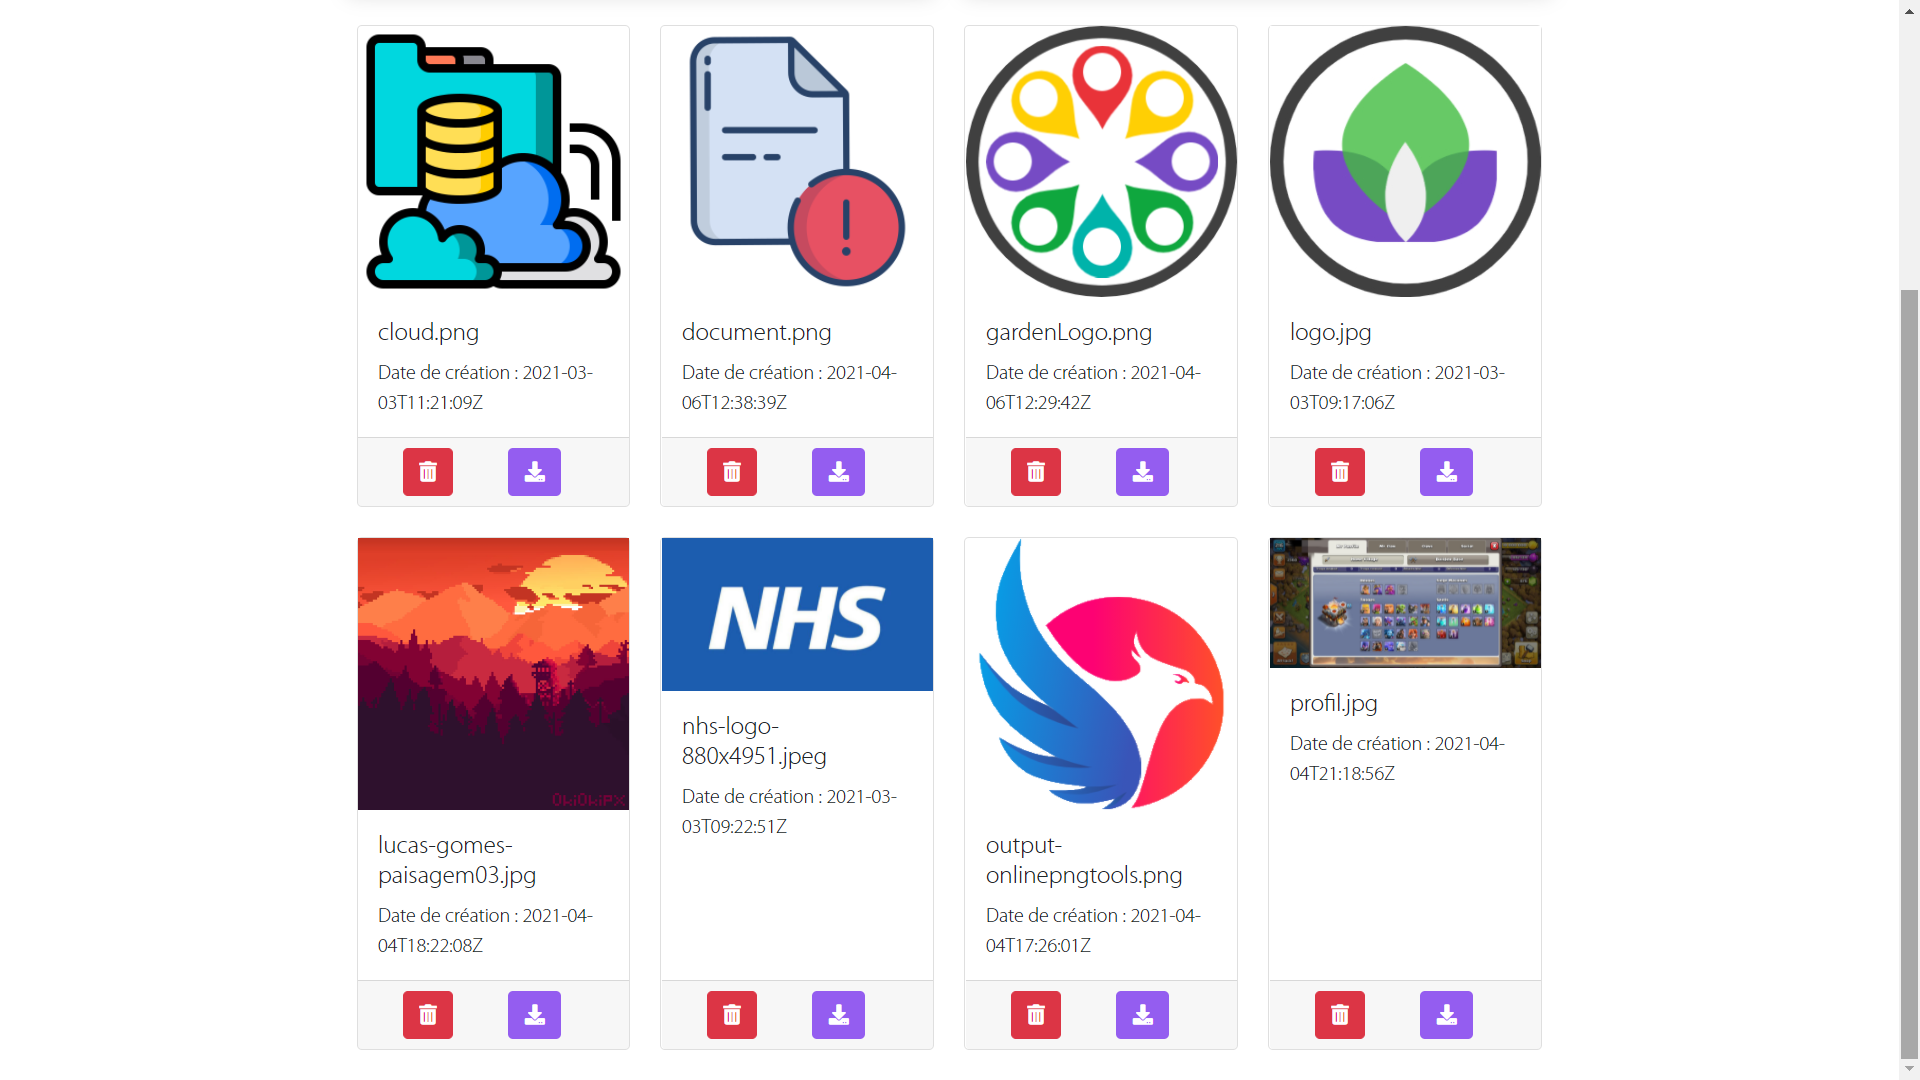 cloud.png
Date de création : 2021-03-
03T11:21:09Z
document.png
Date de création : 2021-04-
06T12:38:39Z
gardenLogo.png
Date de création : 2021-04-
06T12:29:42Z
logo.jpg
Date de création : 2021-03-
03T09:17:06Z
OkiOkiPX
lucas-gomes-
paisagem03.jpg
Date de création : 2021-04-
04T18:22:08Z
NHS
nhs-logo-
880x4951.jpeg
Date de création : 2021-03-
03T09:22:51Z
output-
onlinepngtools.png
Date de création : 2021-04-
04T17:26:01Z
profil.jpg
Date de création : 2021-04-
04T21:18:56Z